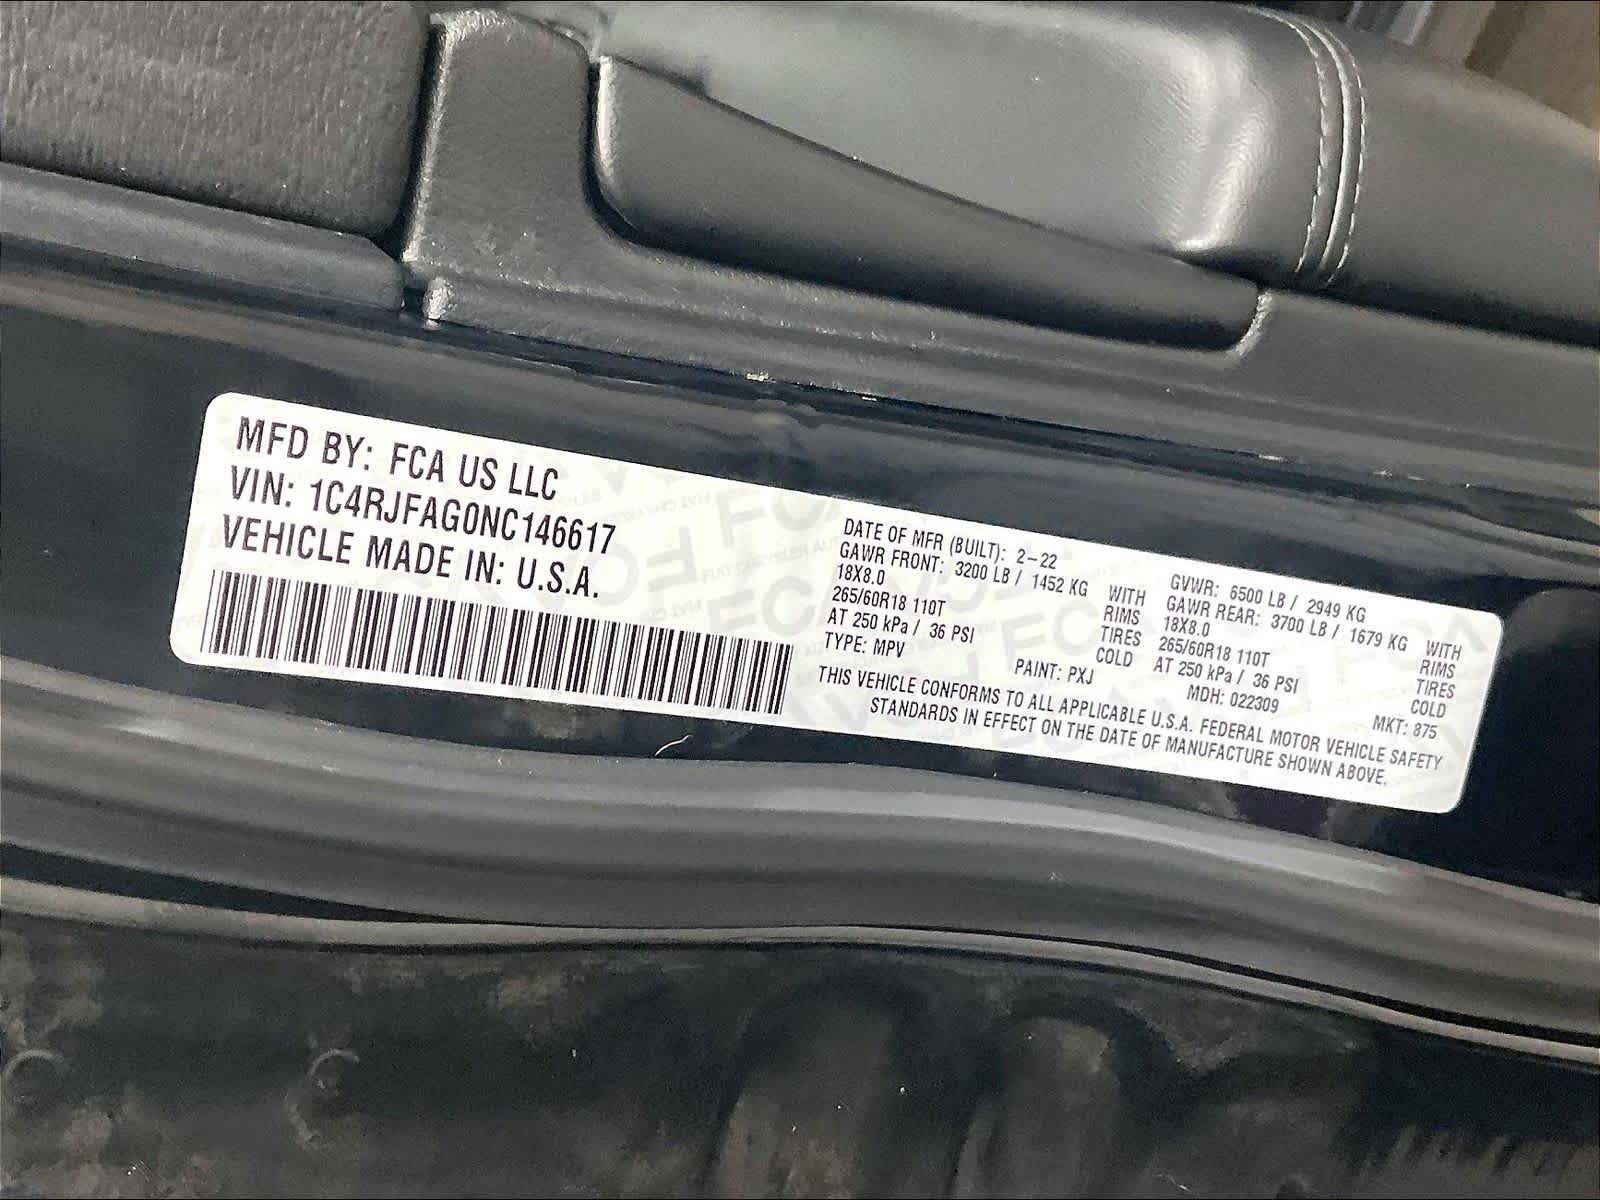 MFD BY: FCA US LLC
VIN: 1C4RJFAG0NC146617
VEHICLE MADE IN: U.S.A.
DATE OF MFR (BUILT): 2-22 GVWR: 6500 LB / 2949 KG
GAWR FRONT: 3200 LB / 1452 KG WITH GAWR REAR: 3700 LB / 1679 KG WITH
18X8.0 RIMS 18X8.0 RIMS
265/60R18 110T TIRES 265/60R18 110T TIRES
AT 250 kPa / 36 PSI COLD AT 250 kPa / 36 PSI COLD
TYPE: MPV PAINT: PXJ MDH: 022309 MKT: 875
THIS VEHICLE CONFORMS TO ALL APPLICABLE U.S.A. FEDERAL MOTOR VEHICLE SAFETY
STANDARDS IN EFFECT ON THE DATE OF MANUFACTURE SHOWN ABOVE.